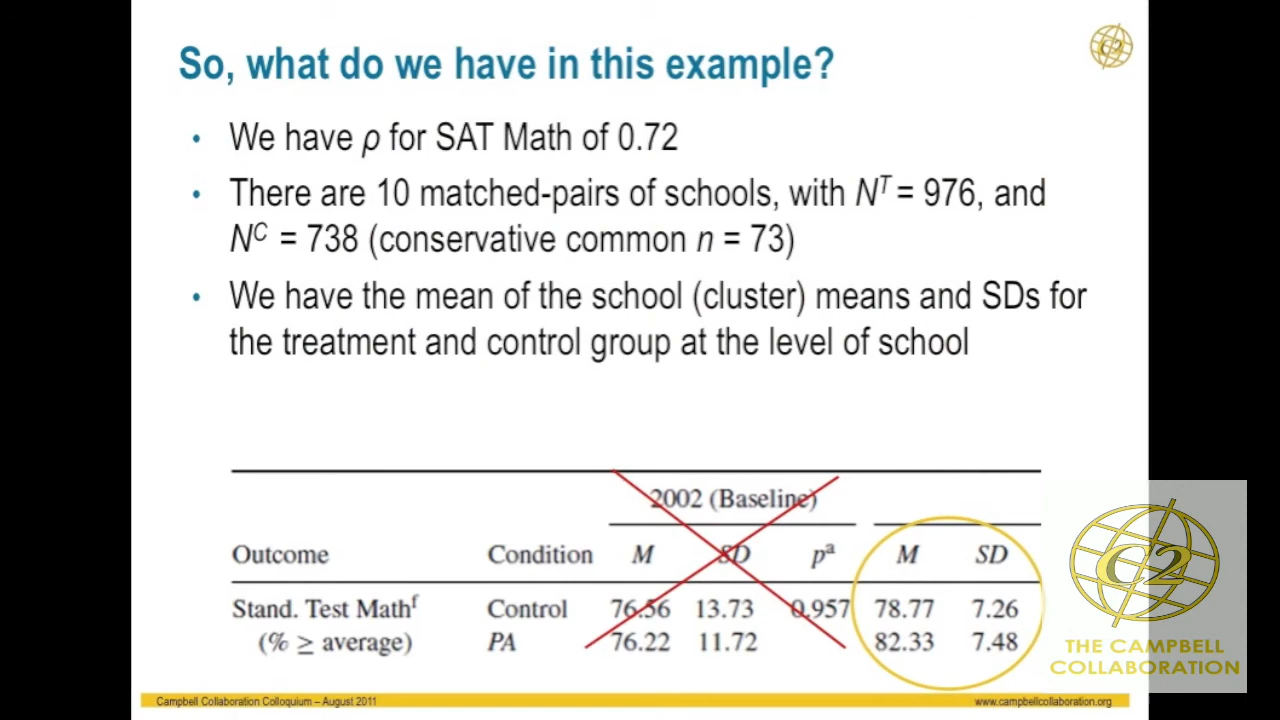 So, what do we have in this example?
C2
• We have ρ for SAT Math of 0.72
• There are 10 matched-pairs of schools, with N^T = 976, and
N^C = 738 (conservative common n = 73)
• We have the mean of the school (cluster) means and SDs for
the treatment and control group at the level of school
2002 (Baseline)
Outcome Condition M SD p^a M SD
Stand. Test Math^f Control 76.56 13.73 0.957 78.77 7.26
(% ≥ average) PA 76.22 11.72 82.33 7.48
C2
THE CAMPBELL
COLLABORATION
Campbell Collaboration Colloquium – August 2011 www.campbellcollaboration.org